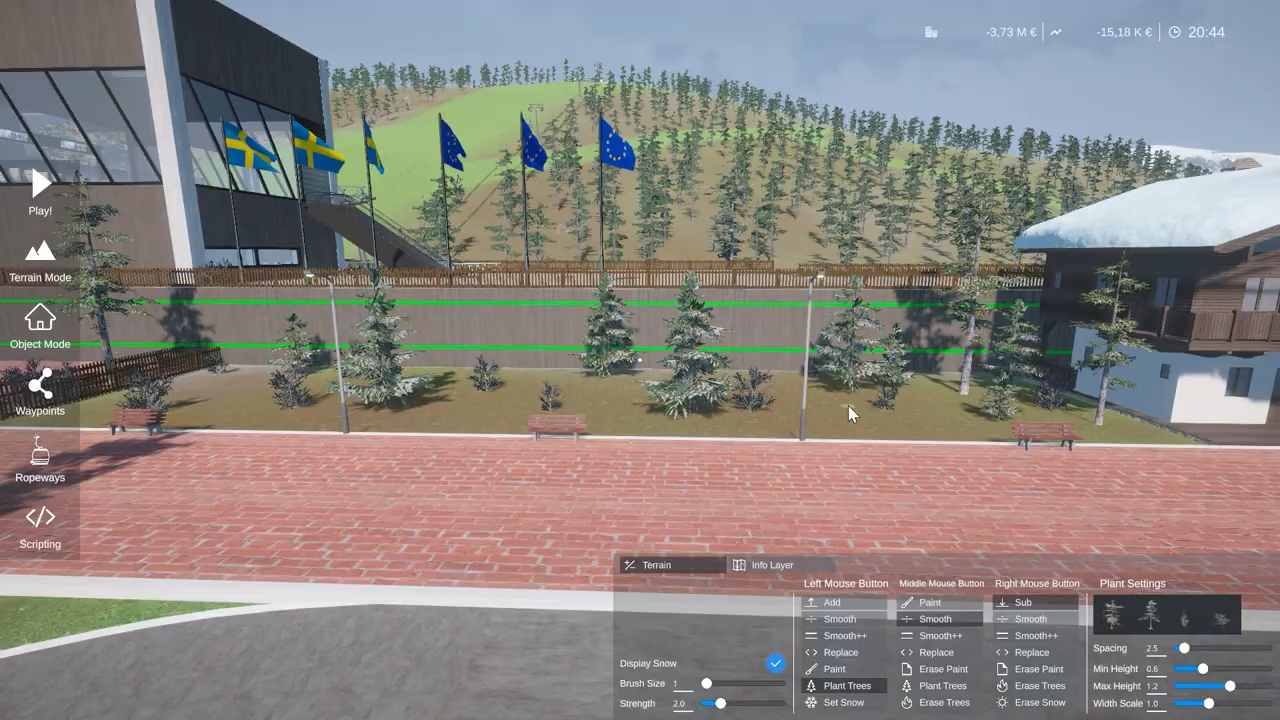 -3,73 M € -15,18 K € 20:44
Play!
Terrain Mode
Object Mode
Waypoints
Ropeways
Scripting
Terrain Info Layer
Display Snow
Brush Size 1
Strength 2.0
Left Mouse Button
Add
Smooth
Smooth++
Replace
Paint
Plant Trees
Set Snow
Middle Mouse Button
Paint
Smooth
Smooth++
Replace
Erase Paint
Plant Trees
Erase Trees
Right Mouse Button
Sub
Smooth
Smooth++
Replace
Erase Paint
Erase Trees
Erase Snow
Plant Settings
Spacing 2.5
Min Height 0.6
Max Height 1.2
Width Scale 1.0